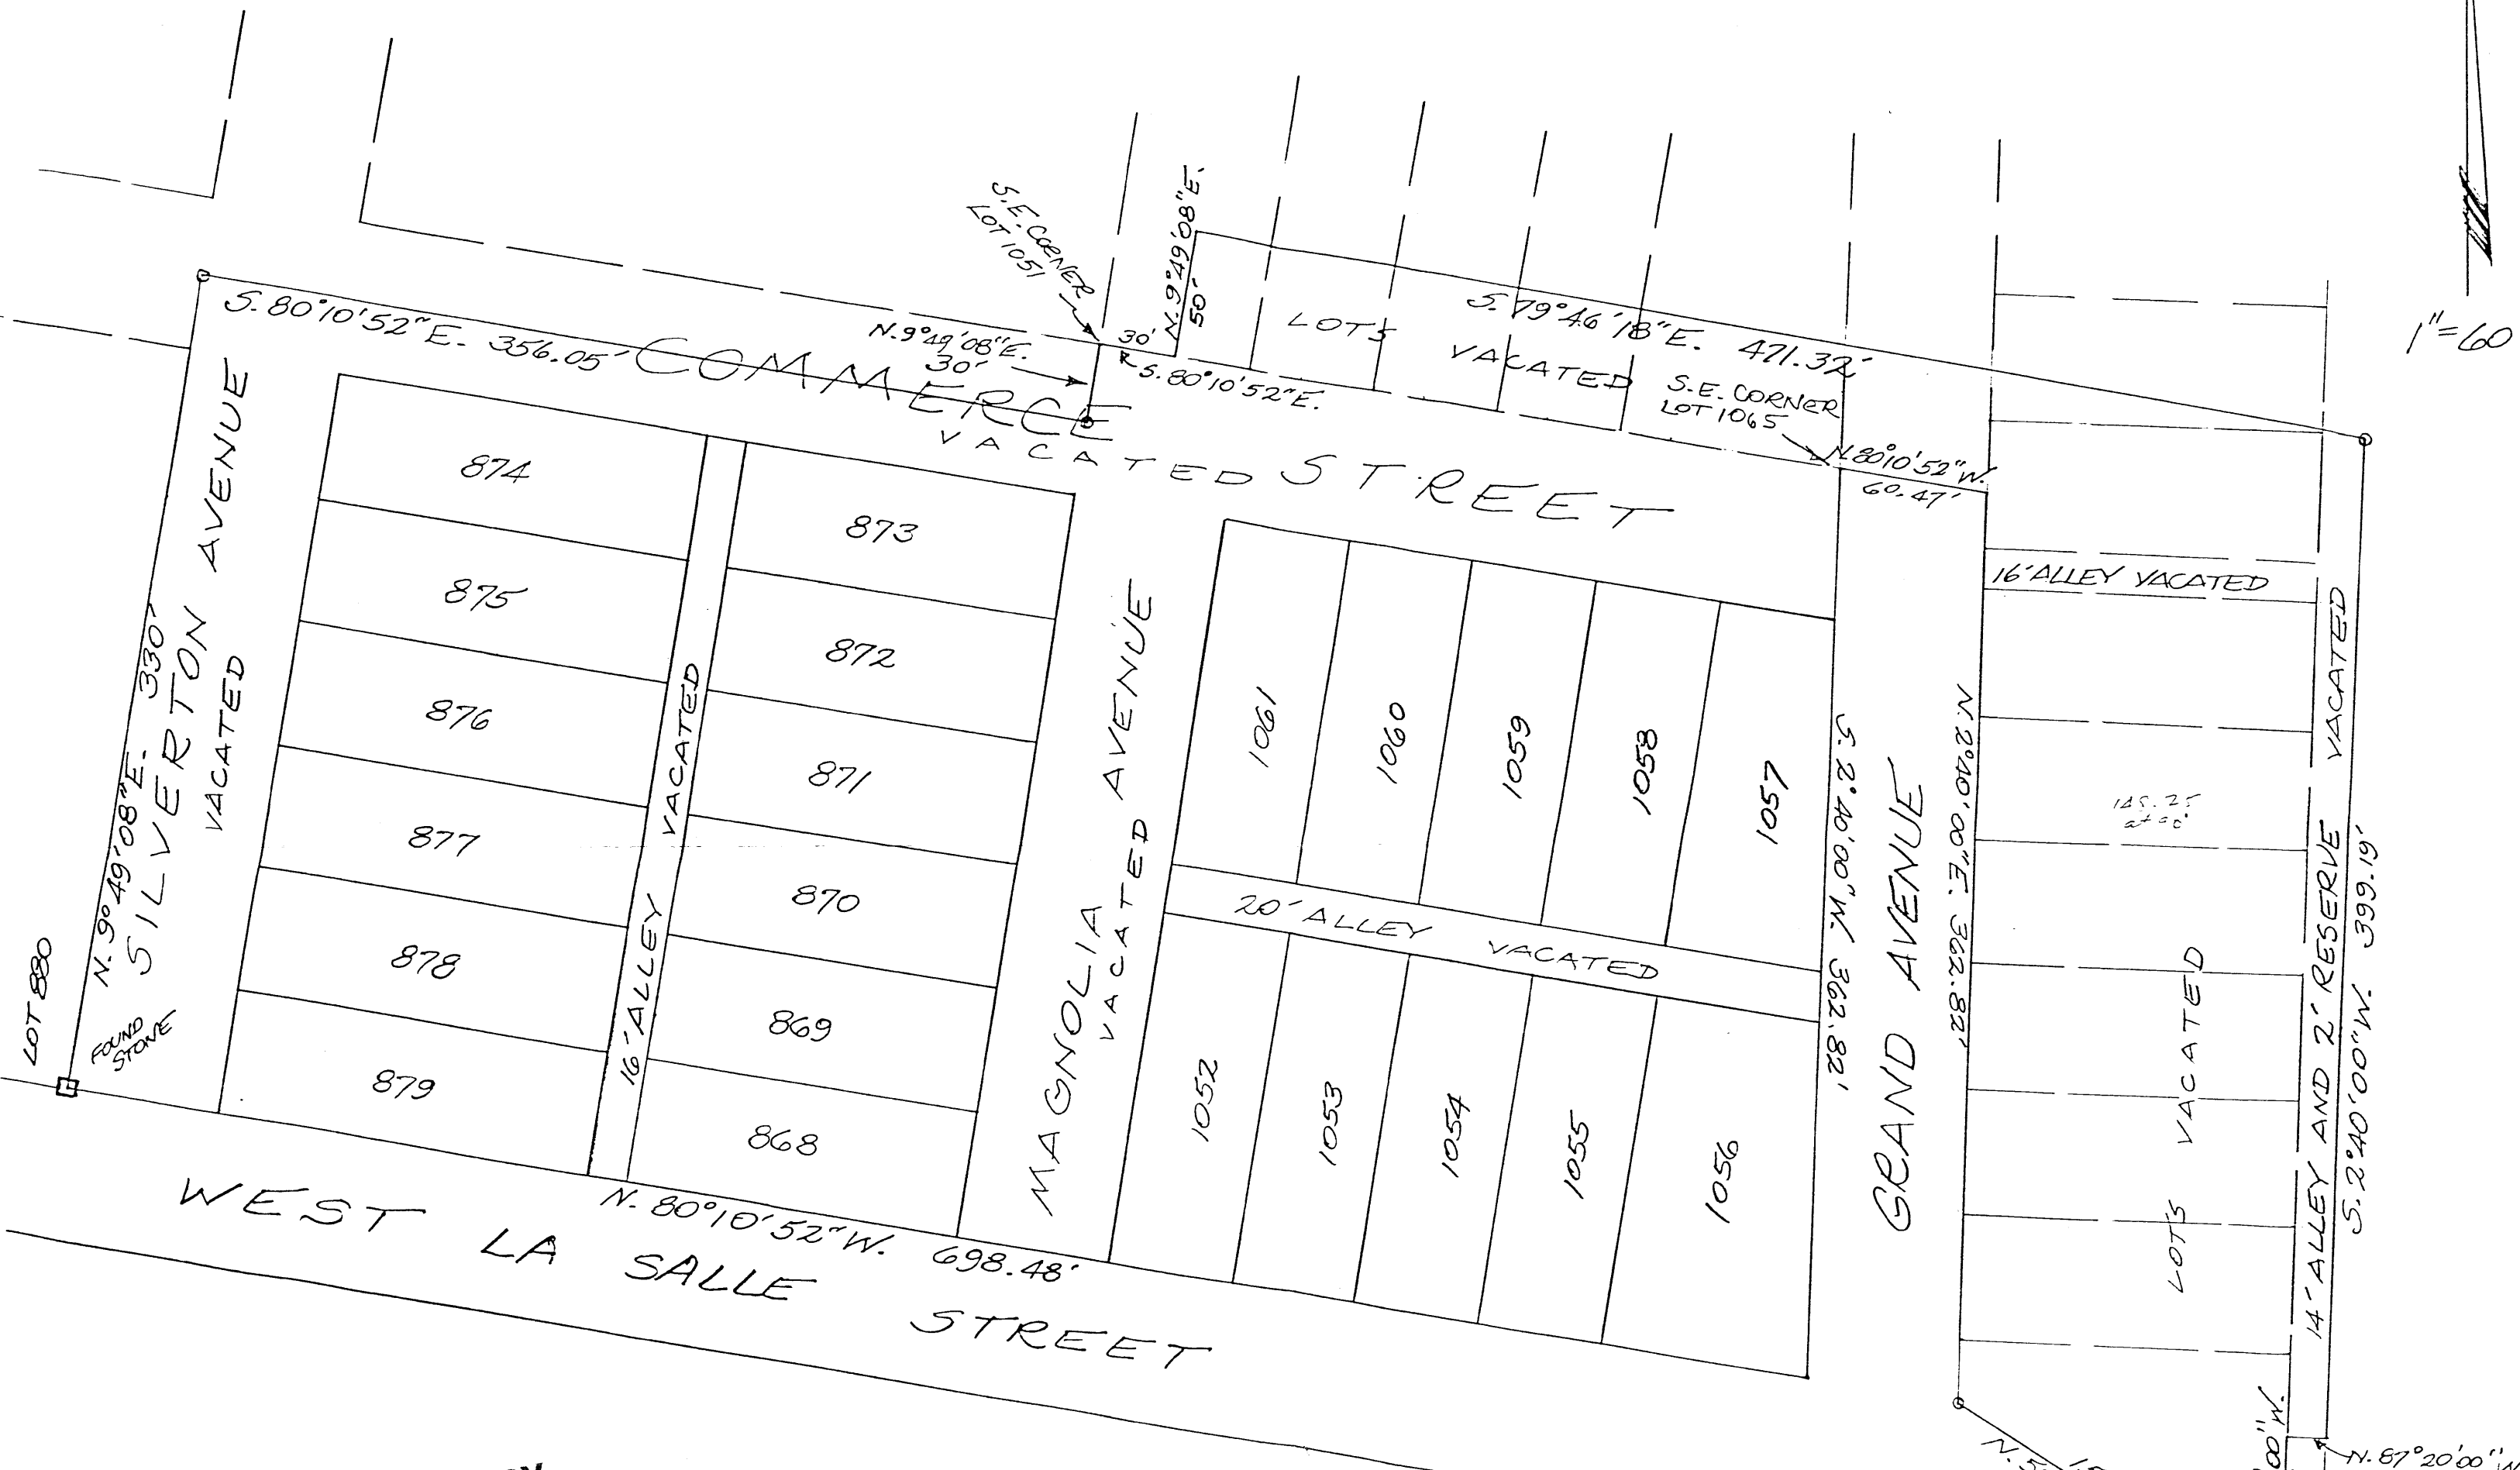 S.E. CORNER
LOT 1051
N. 9°49'08"E.
50'
1"=60
S. 80°10'52"E. 356.05'
N. 9°49'08"E.
30'
30'
S. 80°10'52"E.
LOTS
VACATED
S. 79°46'18"E. 471.32'
S.E. CORNER
LOT 1065
N. 80°10'52"W.
60.47'
COMMERCE STREET
VACATED
874
875
876
877
878
879
873
872
871
870
869
868
16' ALLEY VACATED
N. 9°49'08"E. 330'
SILVERTON AVENUE
VACATED
LOT 880
FOUND
STONE
MAGNOLIA AVENUE
VACATED
1061
1060
1059
1058
1057
20' ALLEY VACATED
1052
1053
1054
1055
1056
S. 2°40'00"W. 362.82'
GRAND AVENUE
N. 2°40'00"E. 362.82'
16' ALLEY VACATED
145.25
LOTS VACATED
14' ALLEY AND 2' RESERVE VACATED
S. 2°40'00"W. 399.19'
WEST LA SALLE STREET
N. 80°10'52"W. 698.48'
00"W.
N. 87°20'00"W